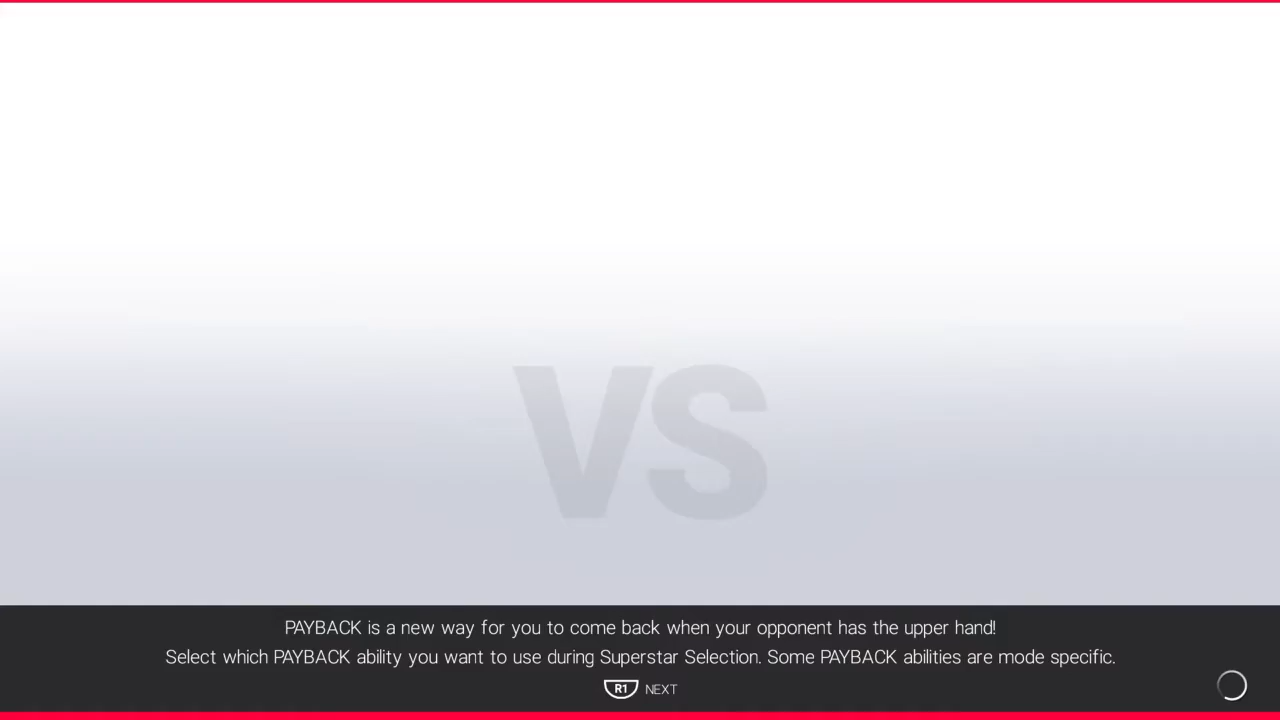 VS
PAYBACK is a new way for you to come back when your opponent has the upper hand!
Select which PAYBACK ability you want to use during Superstar Selection. Some PAYBACK abilities are mode specific.
R1 NEXT